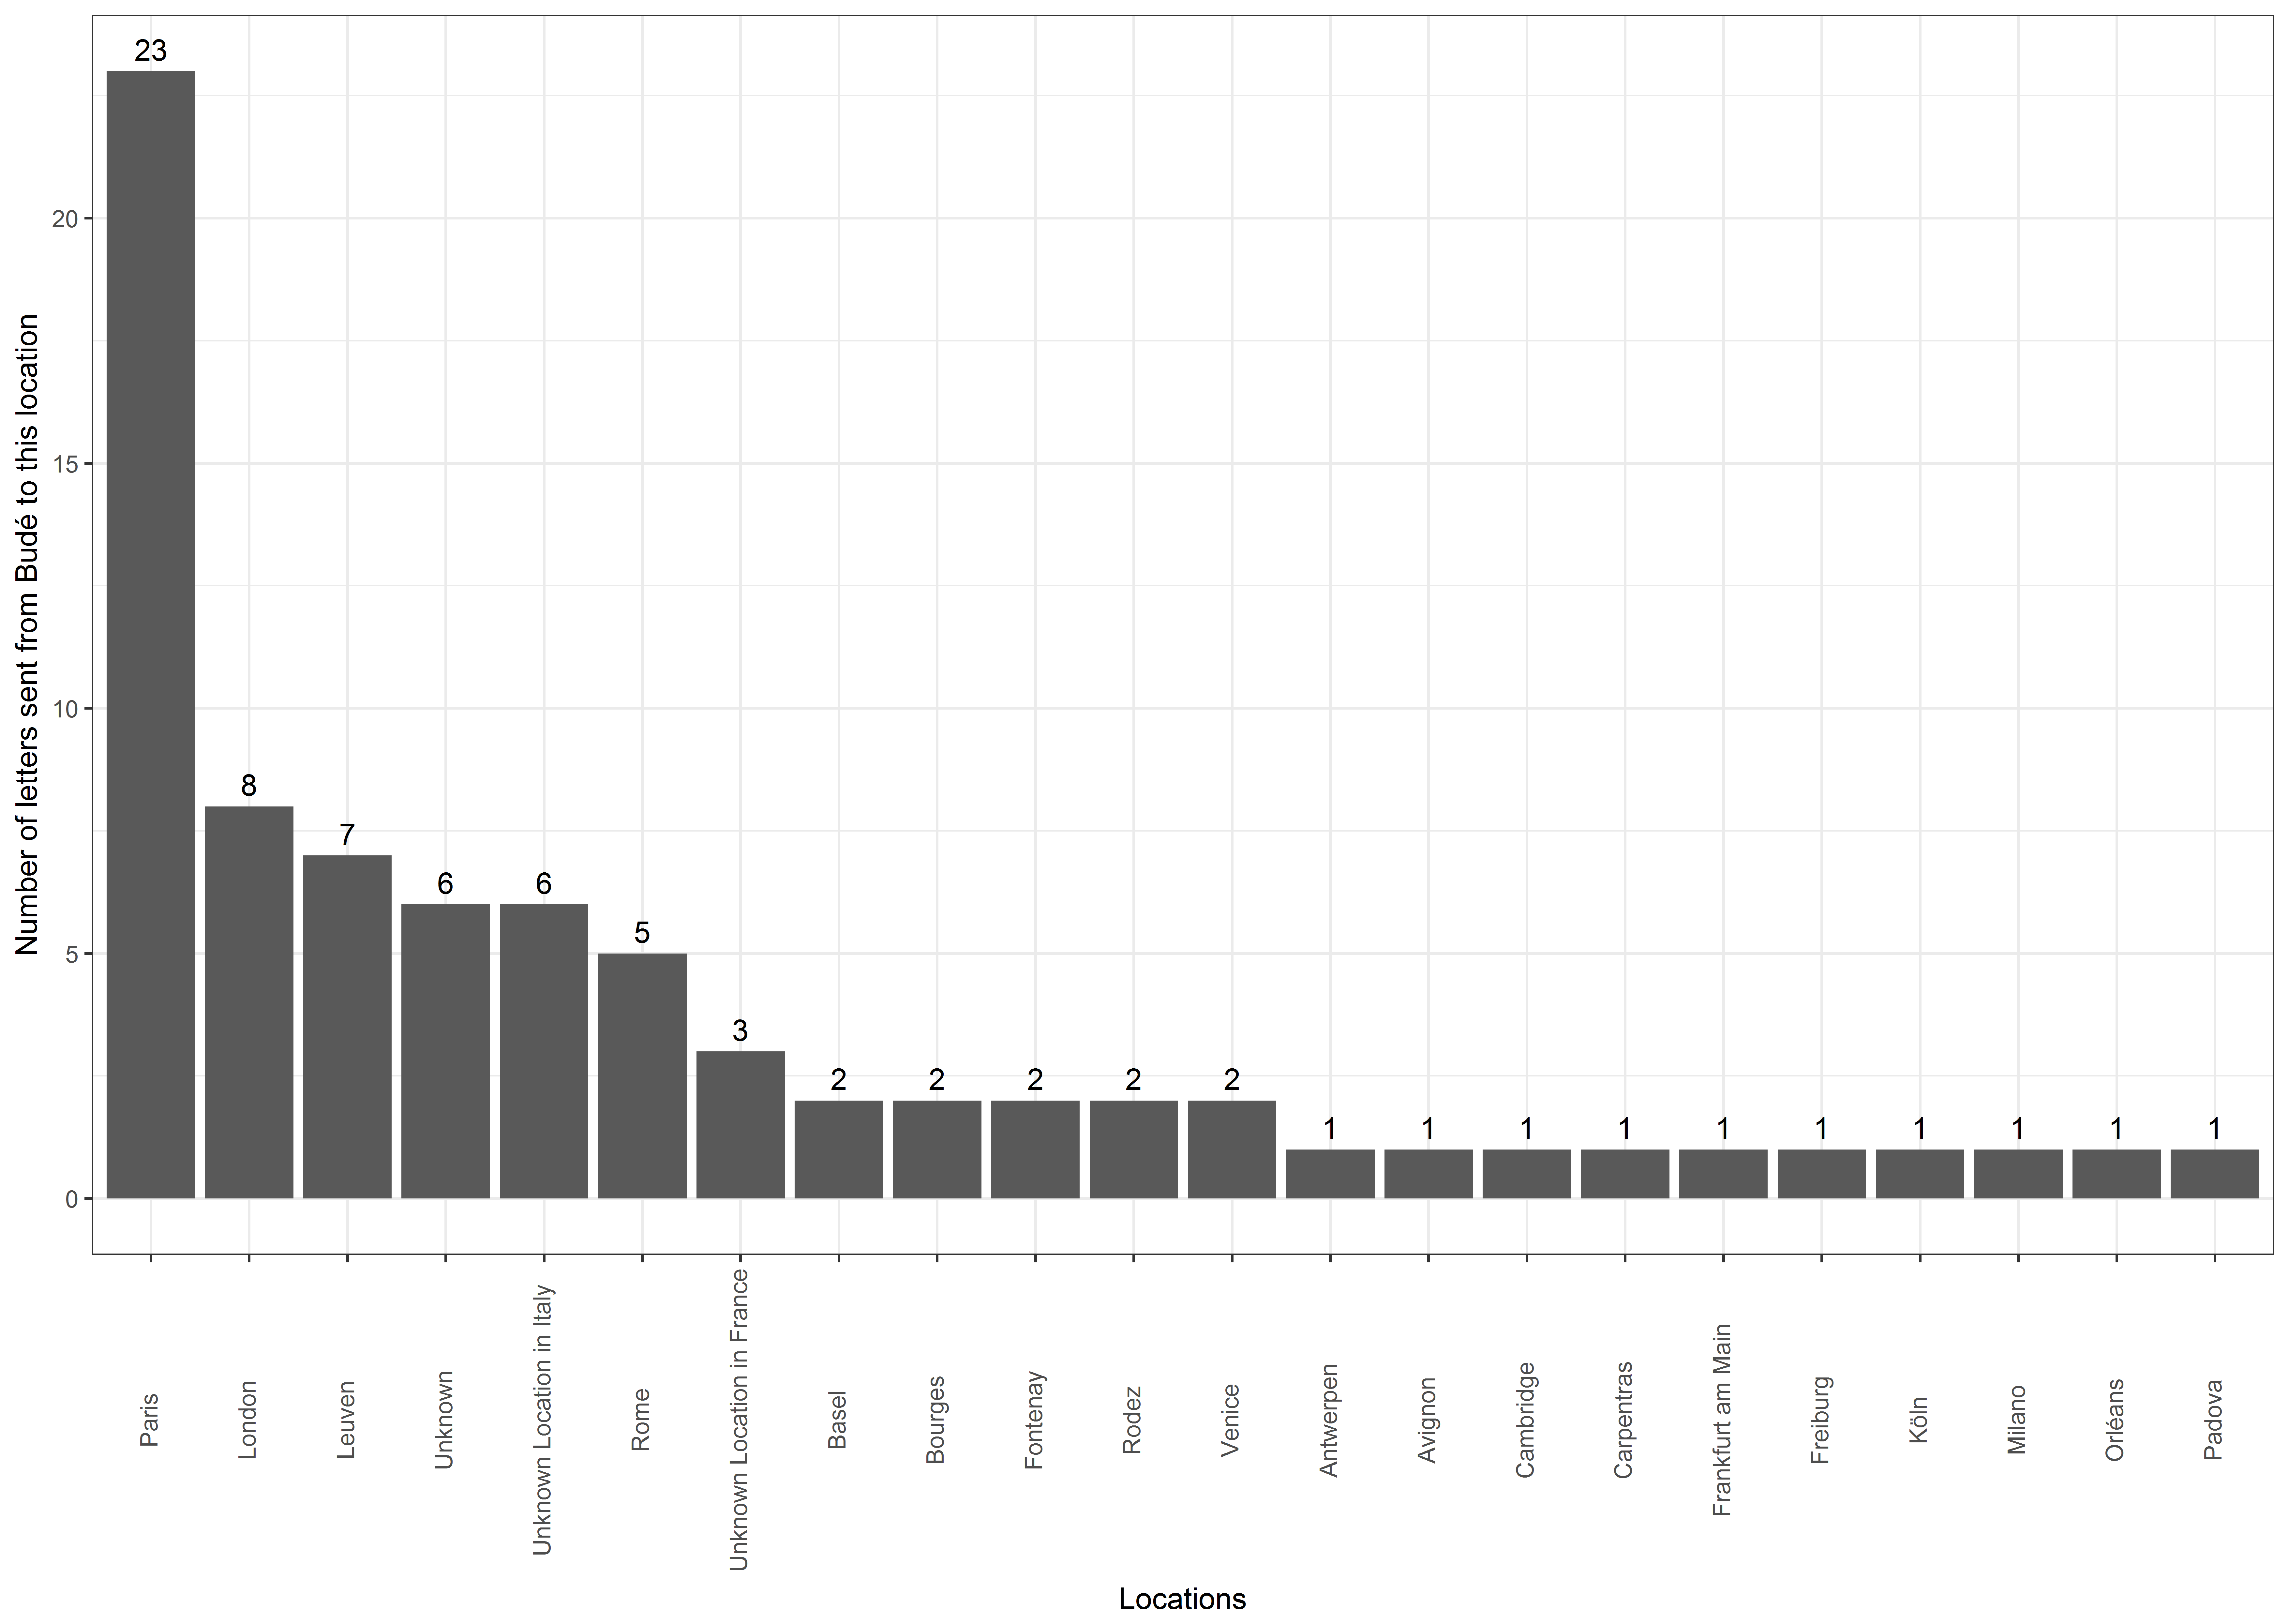 Number of letters sent from Budé to this location
20
15
10
5
0
23
8
7
6
6
5
3
2
2
2
2
2
1
1
1
1
1
1
1
1
1
1
Paris
London
Leuven
Unknown
Unknown Location in Italy
Rome
Unknown Location in France
Basel
Bourges
Fontenay
Rodez
Venice
Antwerpen
Avignon
Cambridge
Carpentras
Frankfurt am Main
Freiburg
Köln
Milano
Orléans
Padova
Locations